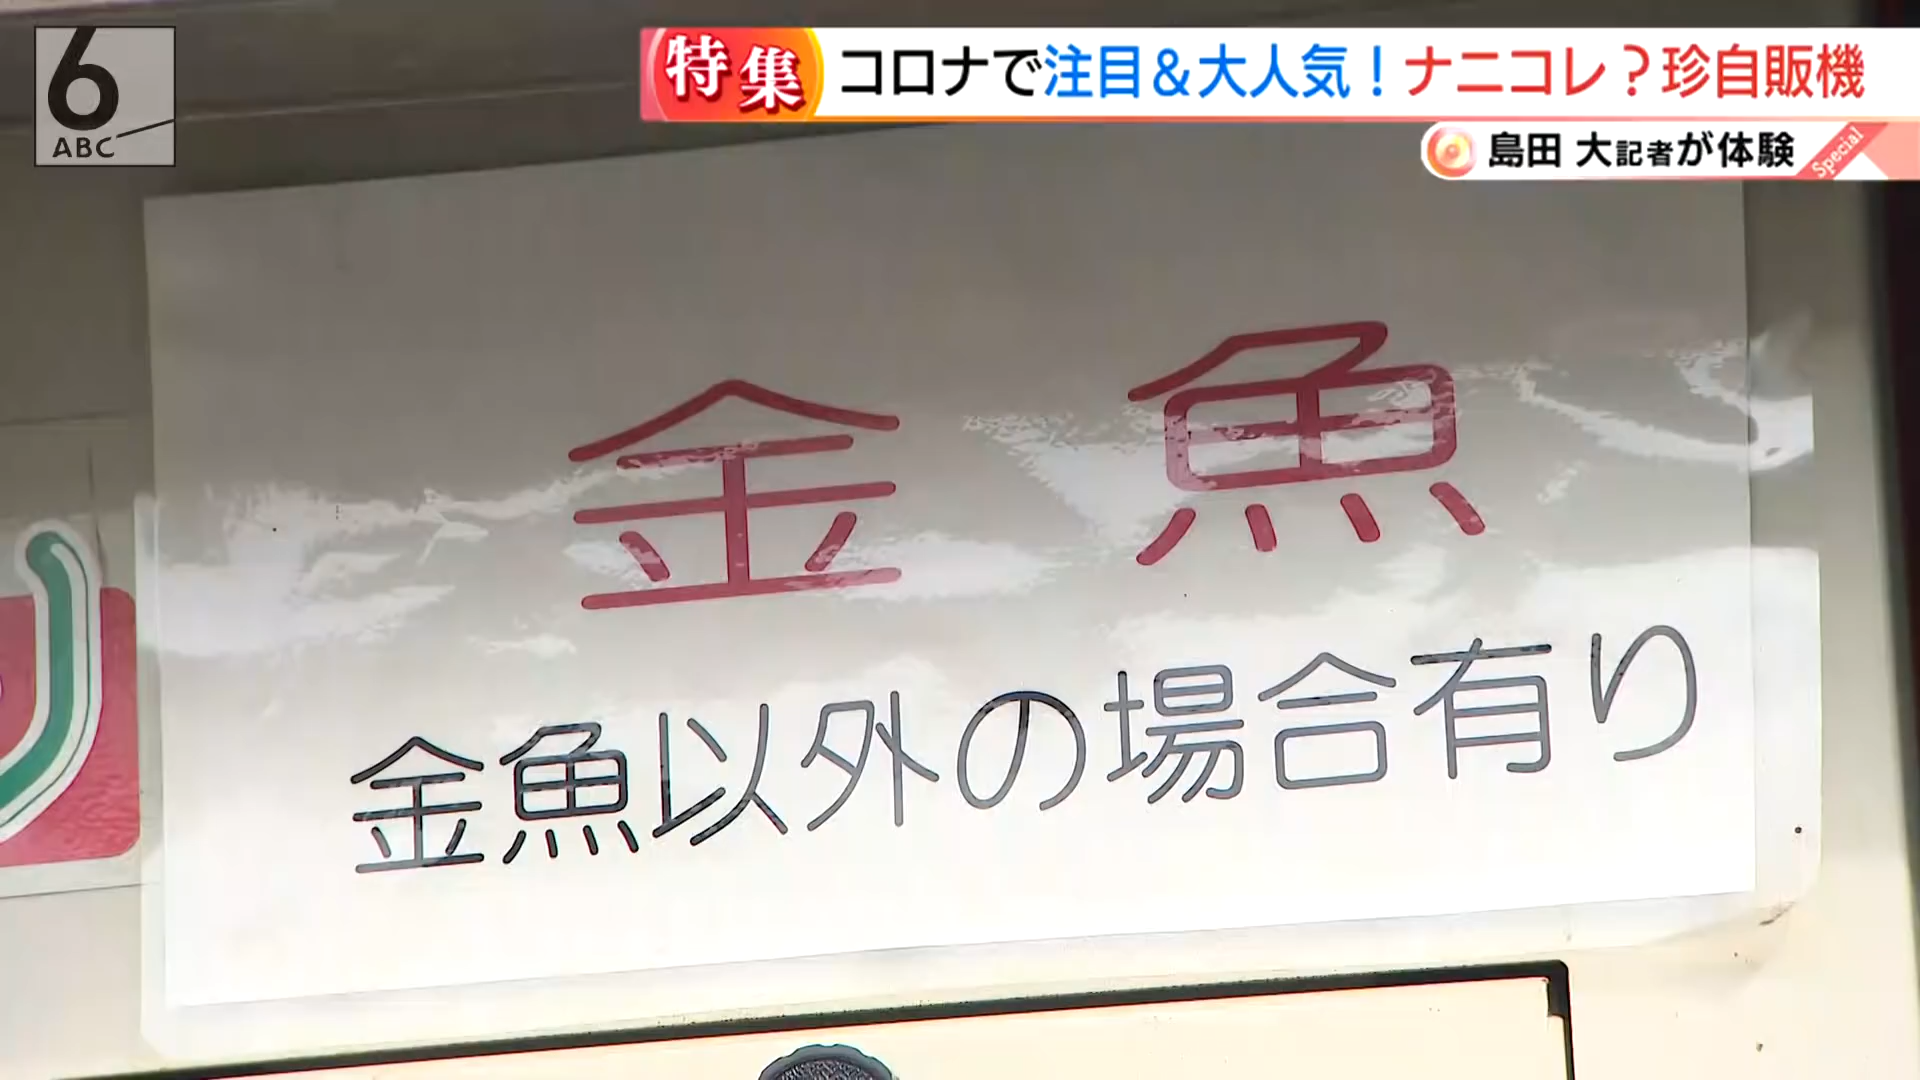 6
ABC
特集 コロナで注目＆大人気！ナニコレ？珍自販機
島田 大記者が体験
Special
金魚
金魚以外の場合有り